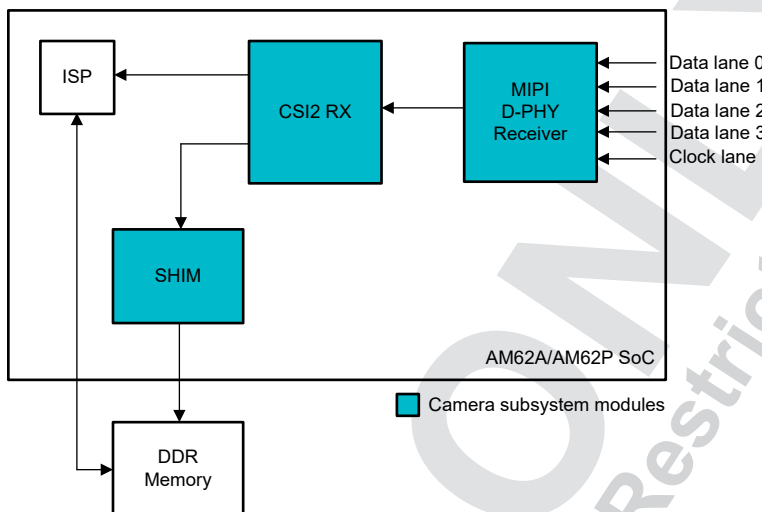 ISP
CSI2 RX
MIPI
D-PHY
Receiver
Data lane 0
Data lane 1
Data lane 2
Data lane 3
Clock lane
SHIM
AM62A/AM62P SoC
Camera subsystem modules
DDR
Memory